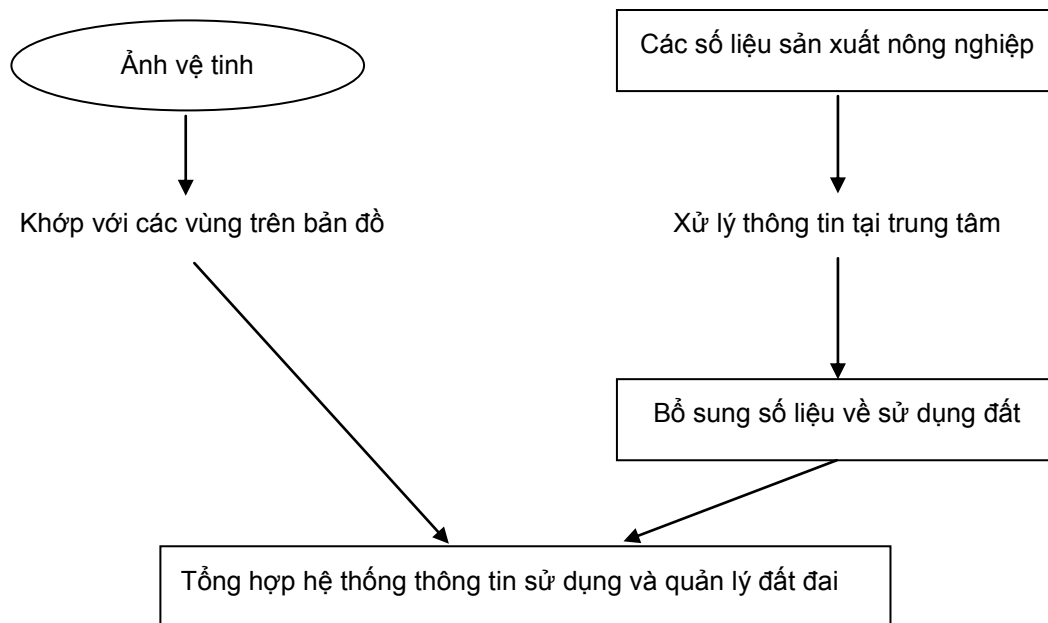 Ảnh vệ tinh
Các số liệu sản xuất nông nghiệp
Khớp với các vùng trên bản đồ
Xử lý thông tin tại trung tâm
Bổ sung số liệu về sử dụng đất
Tổng hợp hệ thống thông tin sử dụng và quản lý đất đai